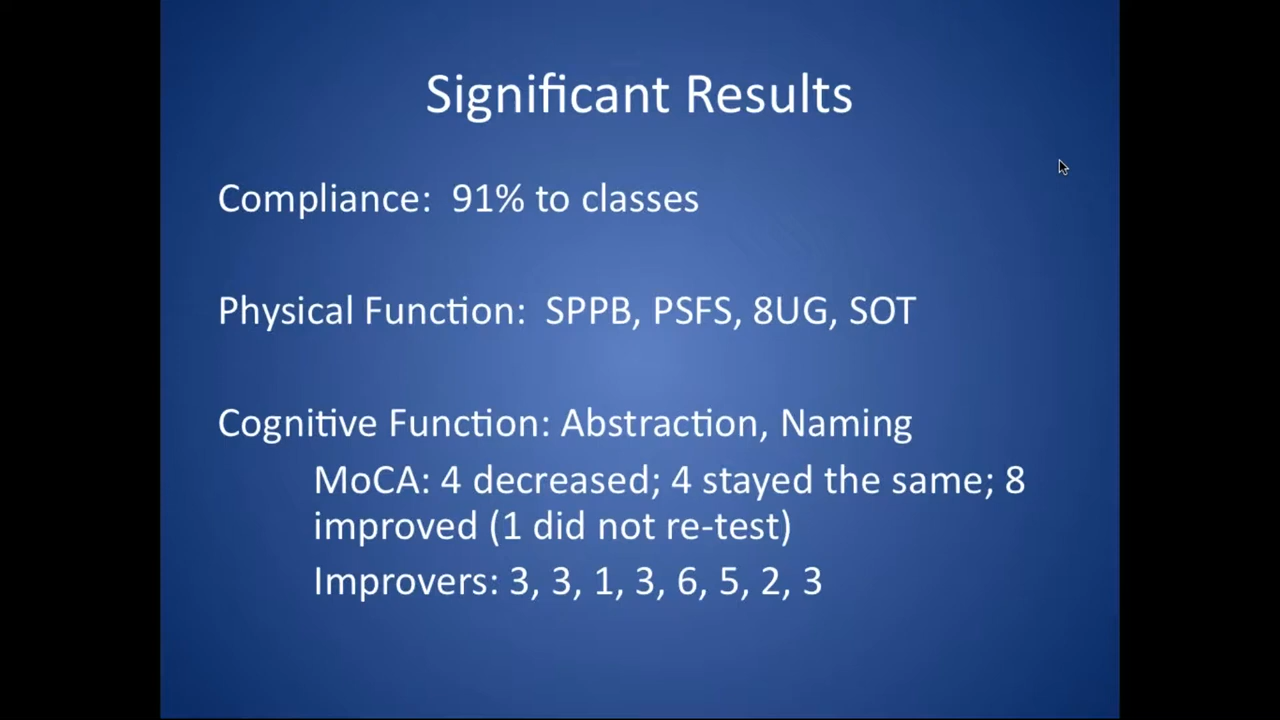 Significant Results
Compliance:  91% to classes
Physical Function:  SPPB, PSFS, 8UG, SOT
Cognitive Function: Abstraction, Naming
MoCA: 4 decreased; 4 stayed the same; 8
improved (1 did not re-test)
Improvers: 3, 3, 1, 3, 6, 5, 2, 3